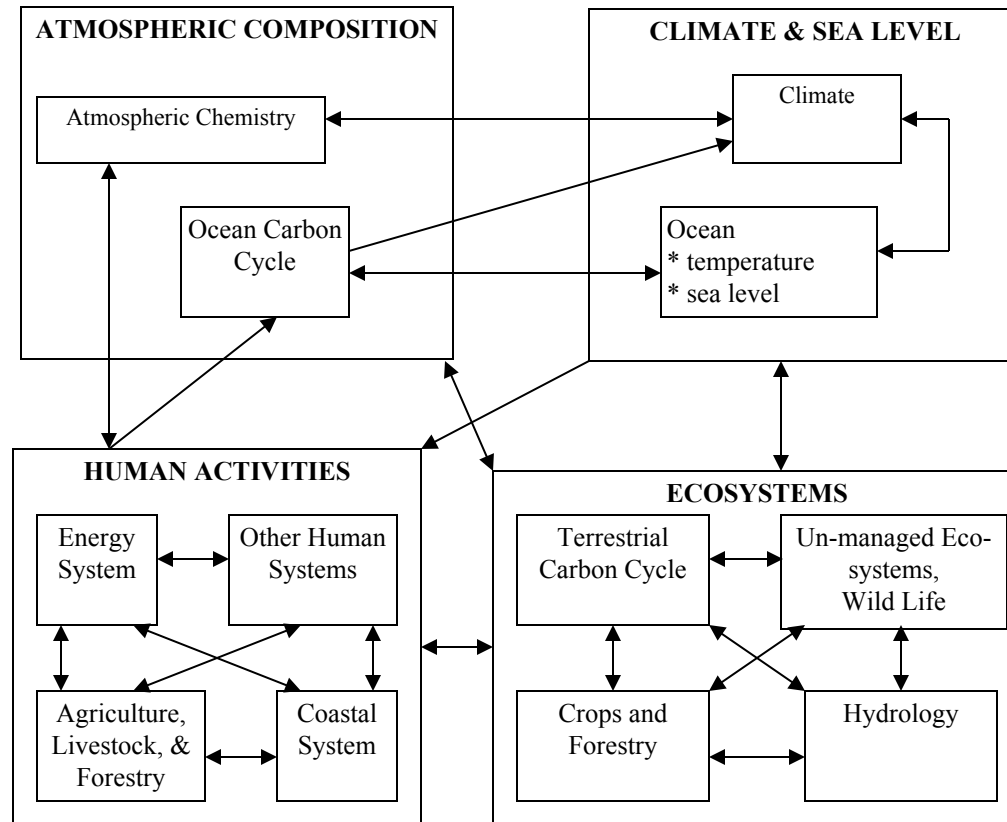 ATMOSPHERIC COMPOSITION
Atmospheric Chemistry
Ocean Carbon
Cycle
CLIMATE & SEA LEVEL
Climate
Ocean
* temperature
* sea level
HUMAN ACTIVITIES
Energy
System
Other Human
Systems
Agriculture,
Livestock, &
Forestry
Coastal
System
ECOSYSTEMS
Terrestrial
Carbon Cycle
Un-managed Eco-
systems,
Wild Life
Crops and
Forestry
Hydrology